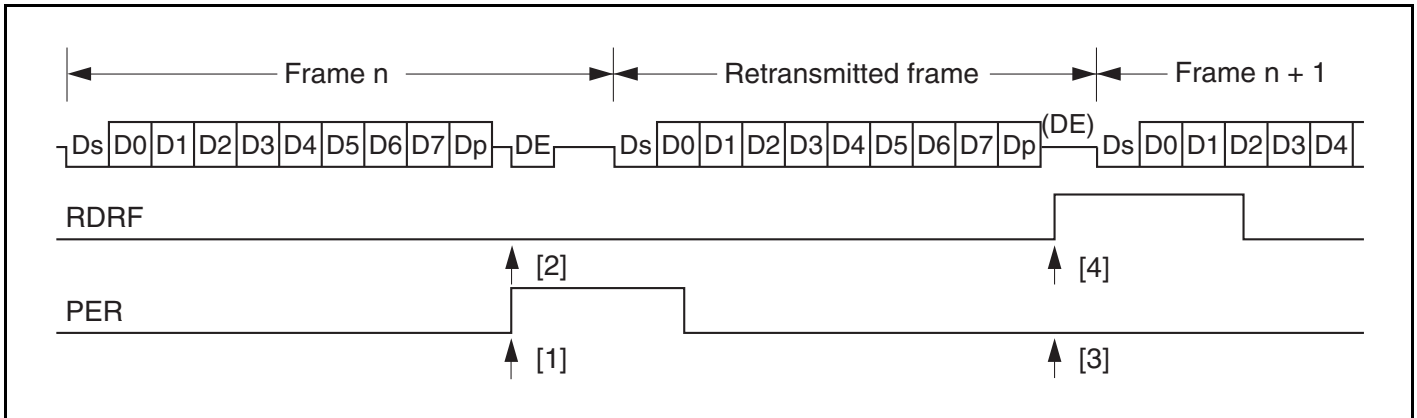 Frame n Retransmitted frame Frame n + 1
(DE)
Ds D0 D1 D2 D3 D4 D5 D6 D7 Dp DE Ds D0 D1 D2 D3 D4 D5 D6 D7 Dp Ds D0 D1 D2 D3 D4
RDRF
[2] [4]
PER
[1] [3]